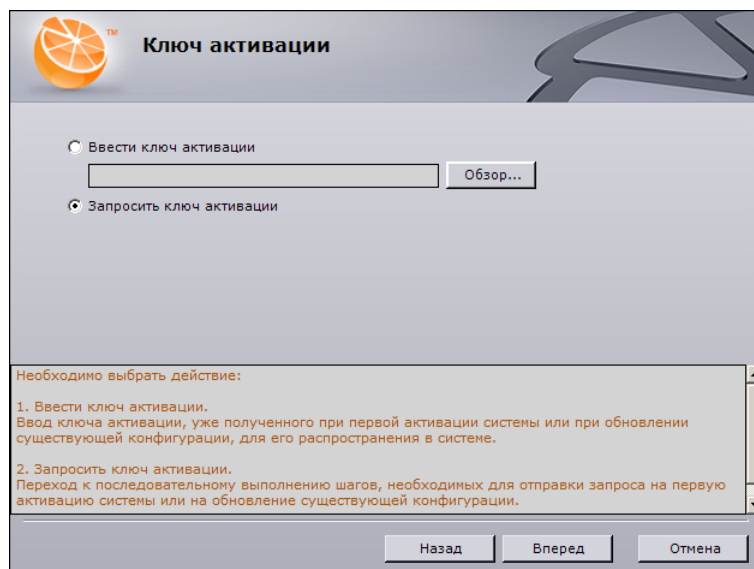 TM
Ключ активации
Ввести ключ активации
Обзор...
Запросить ключ активации
Необходимо выбрать действие:
1. Ввести ключ активации.
Ввод ключа активации, уже полученного при первой активации системы или при обновлении
существующей конфигурации, для его распространения в системе.
2. Запросить ключ активации.
Переход к последовательному выполнению шагов, необходимых для отправки запроса на первую
активацию системы или на обновление существующей конфигурации.
Назад
Вперед
Отмена